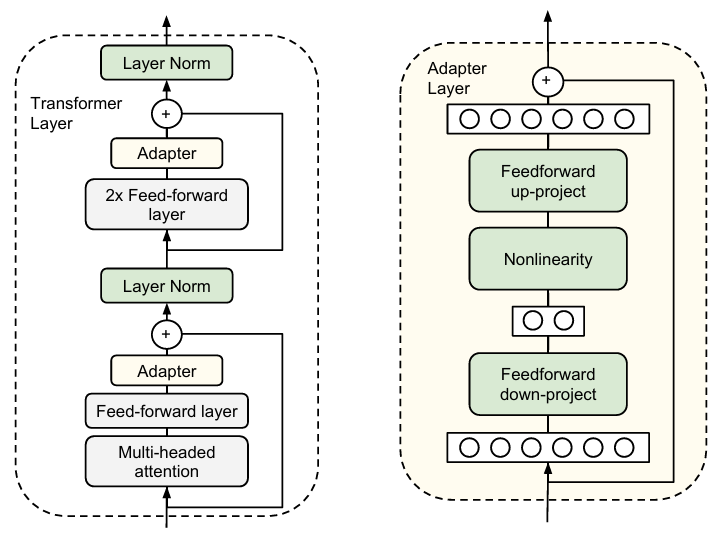 Layer Norm
Transformer
Layer
+
Adapter
2x Feed-forward
layer
Layer Norm
+
Adapter
Feed-forward layer
Multi-headed
attention
Adapter
Layer
+
Feedforward
up-project
Nonlinearity
Feedforward
down-project